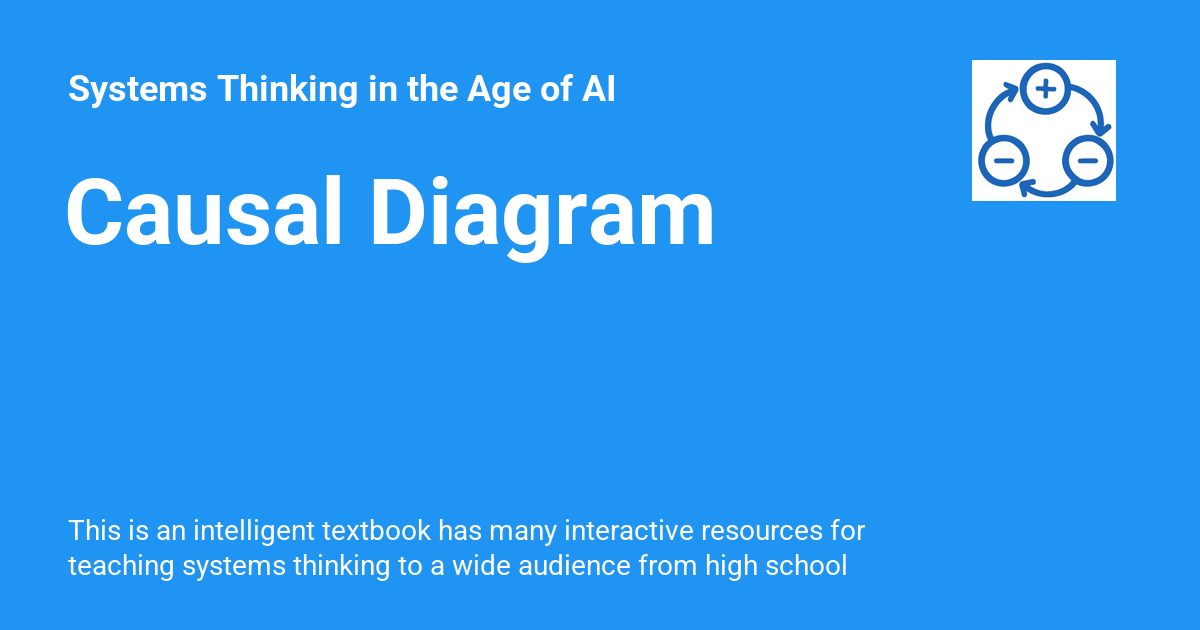 Systems Thinking in the Age of AI
Causal Diagram
This is an intelligent textbook has many interactive resources for
teaching systems thinking to a wide audience from high school